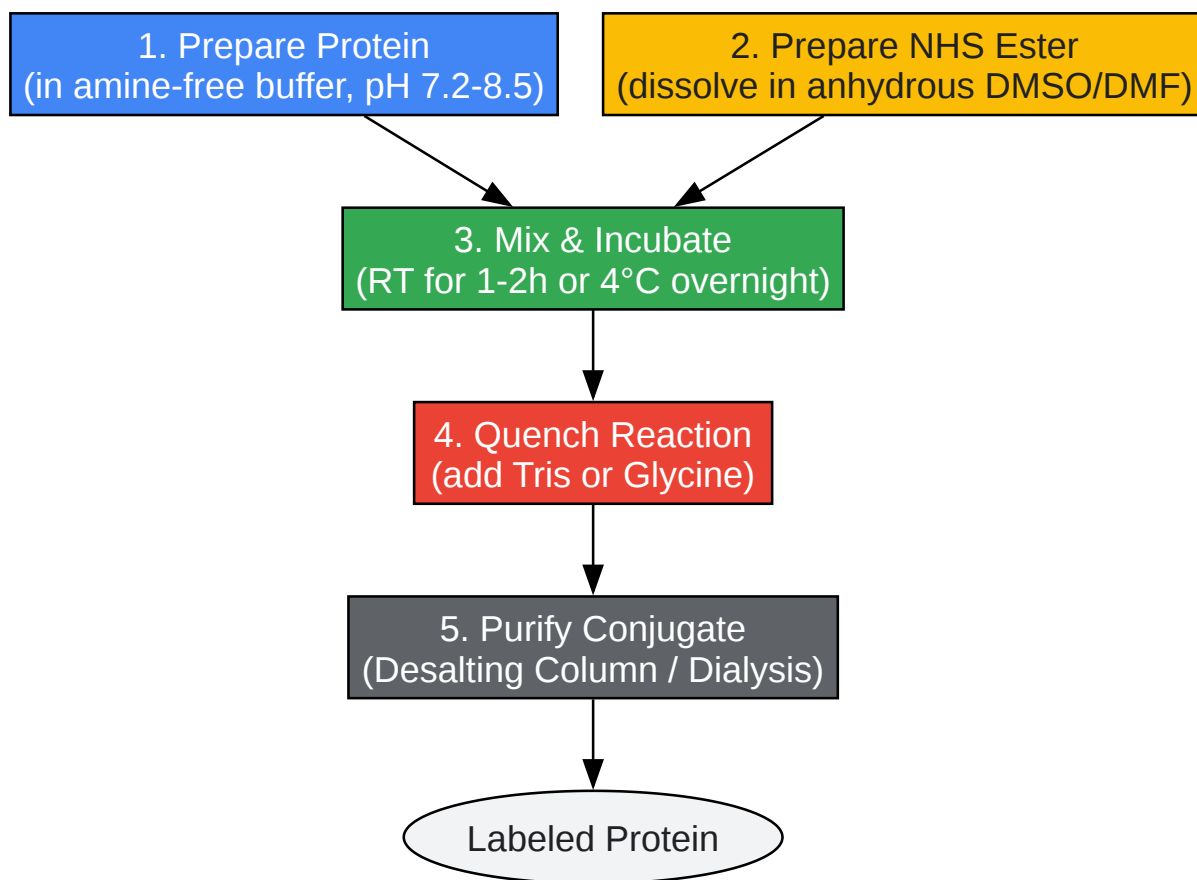 1. Prepare Protein
(in amine-free buffer, pH 7.2-8.5)
2. Prepare NHS Ester
(dissolve in anhydrous DMSO/DMF)
3. Mix & Incubate
(RT for 1-2h or 4°C overnight)
4. Quench Reaction
(add Tris or Glycine)
5. Purify Conjugate
(Desalting Column / Dialysis)
Labeled Protein